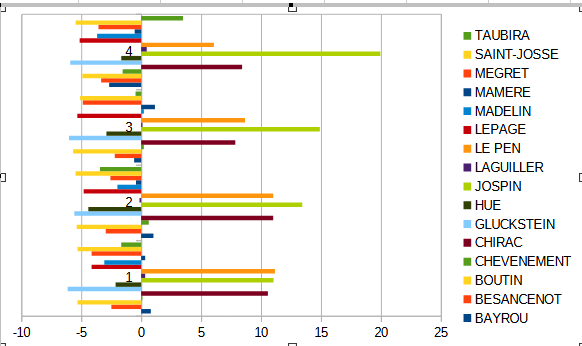 4
3
2
1
-10 -5 0 5 10 15 20 25
TAUBIRA
SAINT-JOSSE
MEGRET
MAMERE
MADELIN
LEPAGE
LE PEN
LAGUILLER
JOSPIN
HUE
GLUCKSTEIN
CHIRAC
CHEVENEMENT
BOUTIN
BESANCENOT
BAYROU